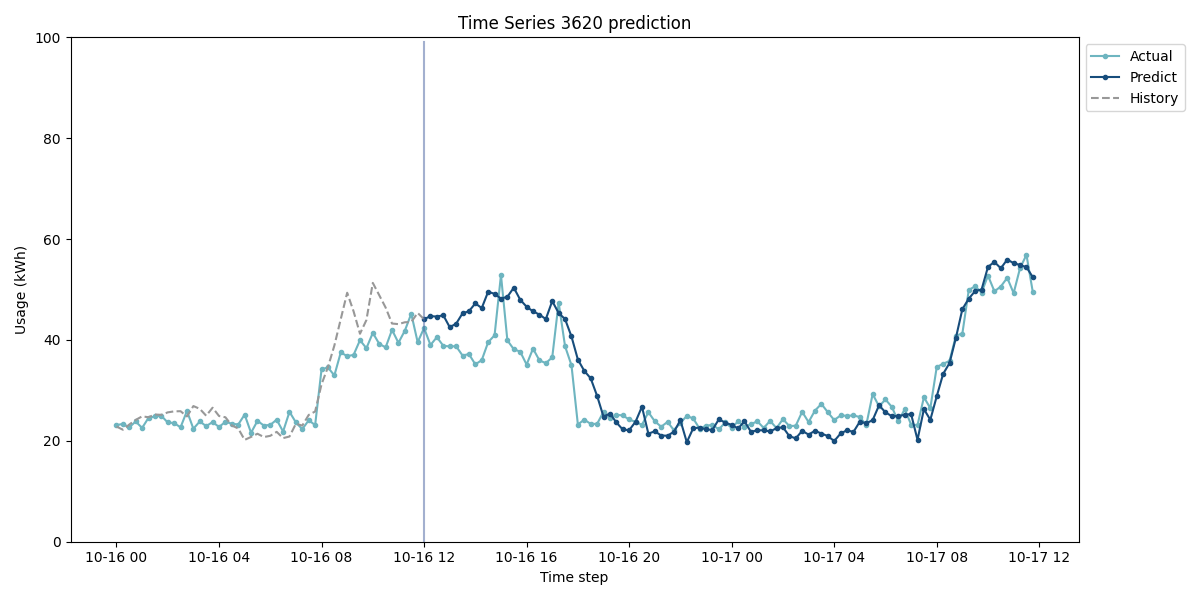 Time Series 3620 prediction
Usage (kWh)
100
80
60
40
20
0
10-16 00
10-16 04
10-16 08
10-16 12
10-16 16
10-16 20
10-17 00
10-17 04
10-17 08
10-17 12
Time step
Actual
Predict
History